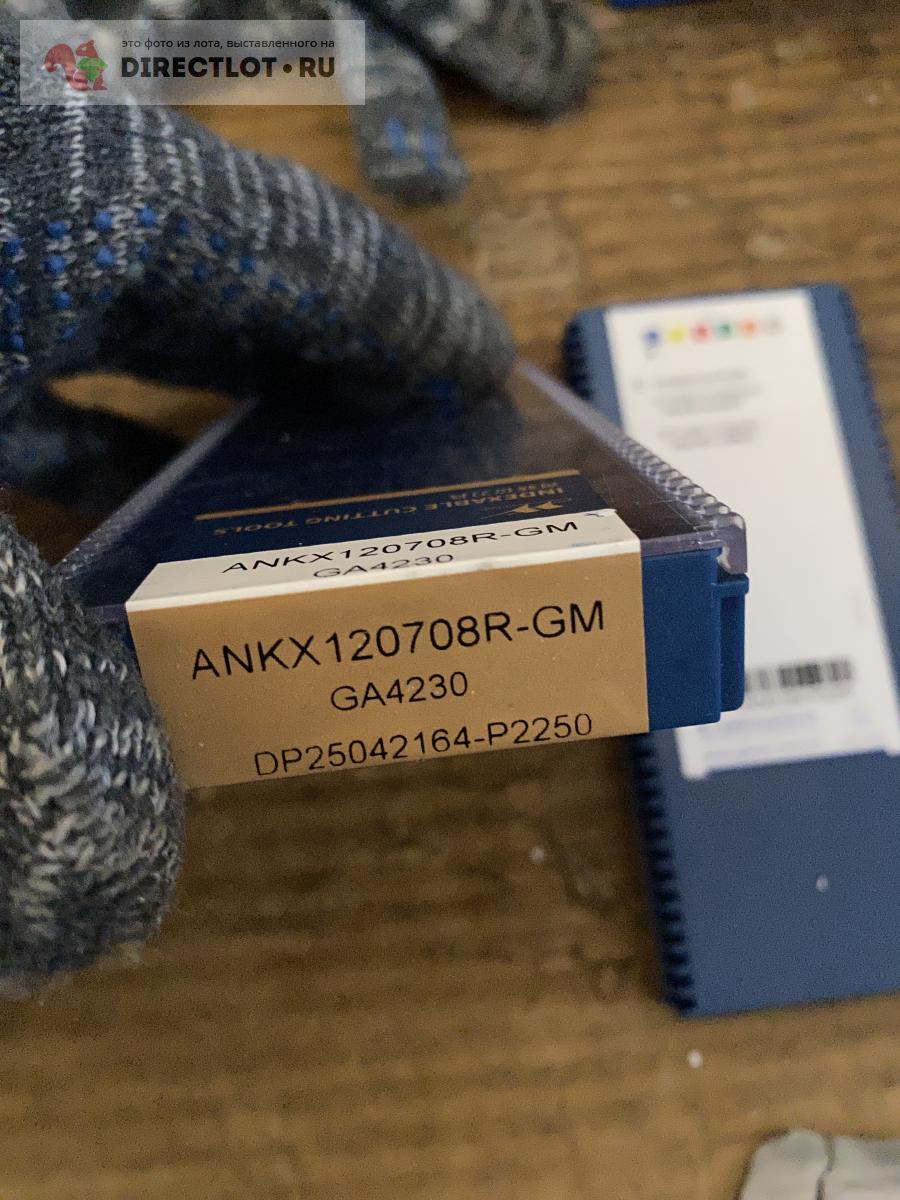 это фото из лота, выставленного на
DIRECTLOT.RU
INDEXABLE CUTTING TOOLS
ANKX120708R-GM
GA4230
ANKX120708R-GM
GA4230
DP25042164-P2250